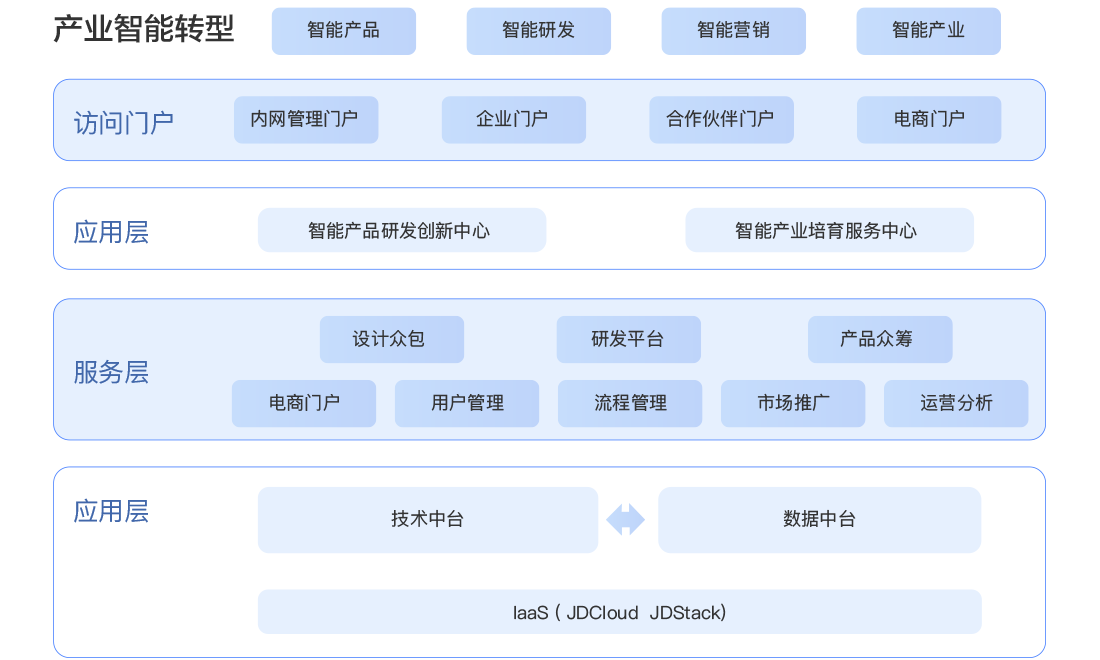 产业智能转型
智能产品 智能研发 智能营销 智能产业
访问门户
内网管理门户 企业门户 合作伙伴门户 电商门户
应用层
智能产品研发创新中心 智能产业培育服务中心
服务层
设计众包 研发平台 产品众筹
电商门户 用户管理 流程管理 市场推广 运营分析
应用层
技术中台 数据中台
IaaS ( JDCloud JDStack)